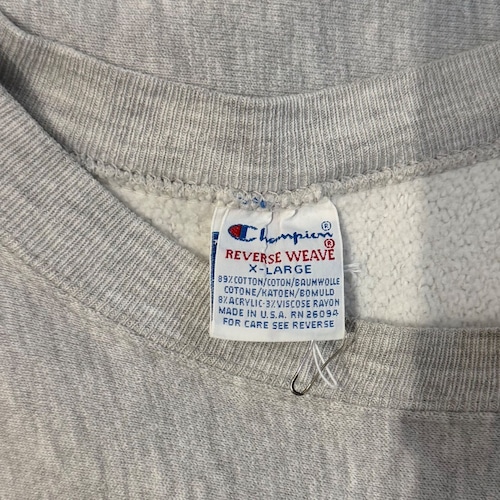 Champion®
REVERSE WEAVE®
X-LARGE
89% COTTON/COTON/BAUMWOLLE
COTONE/KATOEN/BOMULD
8% ACRYLIC-3% VISCOSE RAYON
MADE IN U.S.A. RN 26094
FOR CARE SEE REVERSE